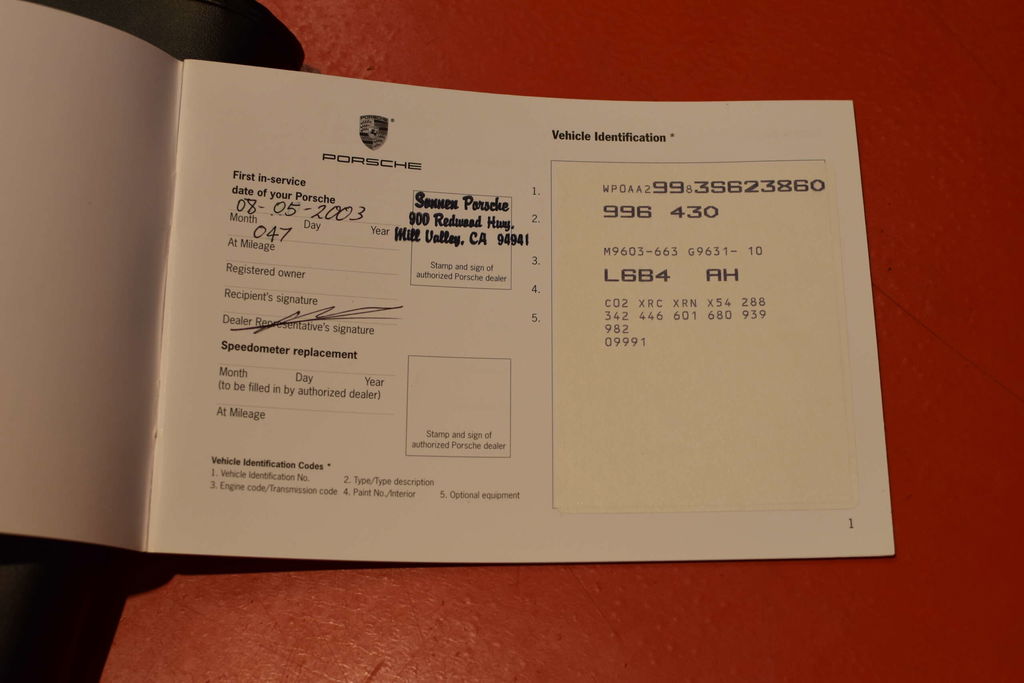 PORSCHE
First in-service
date of your Porsche
08-05-2003
Month Day Year
047
At Mileage
Registered owner
Recipient's signature
Dealer Representative's signature
Sonnen Porsche
900 Redwood Hwy.
Mill Valley, CA 94941
Stamp and sign of
authorized Porsche dealer
Speedometer replacement
Month Day Year
(to be filled in by authorized dealer)
At Mileage
Stamp and sign of
authorized Porsche dealer
Vehicle Identification Codes *
1. Vehicle Identification No. 2. Type/Type description
3. Engine code/Transmission code 4. Paint No./Interior 5. Optional equipment
Vehicle Identification *
1.
2.
3.
4.
5.
WP0AA29983S623860
996 430
M9603-663 G9631- 10
L6B4 AH
C02 XRC XRN X54 288
342 446 601 680 939
982
09991
1